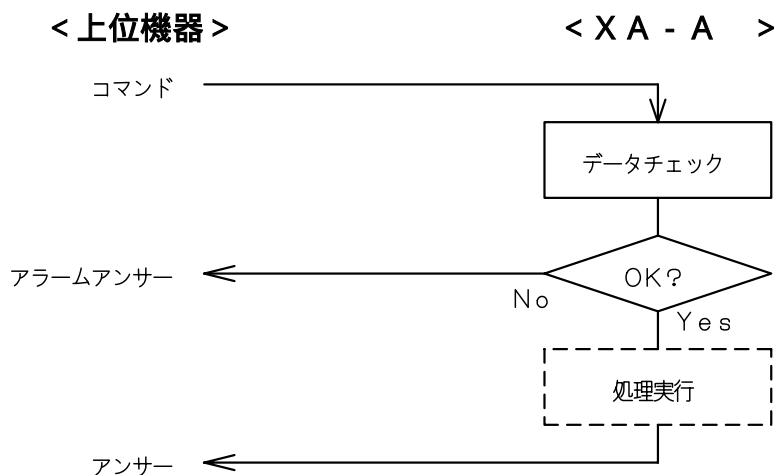 <上位機器> <XA-A >
コマンド
データチェック
アラームアンサー
OK?
No
Yes
処理実行
アンサー